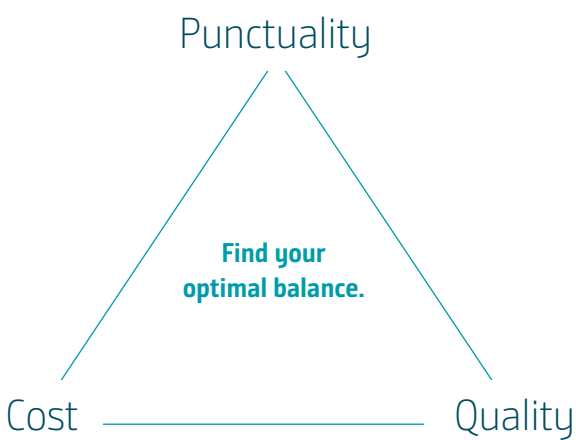 Punctuality
Find your
optimal balance.
Cost
Quality